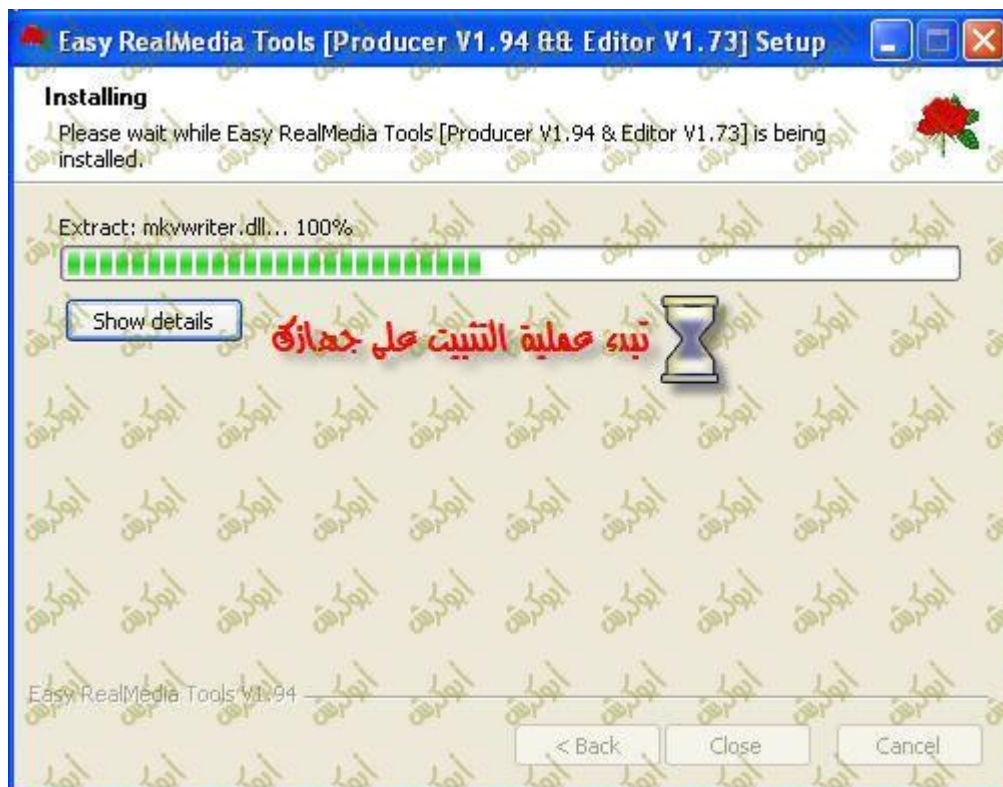 Easy RealMedia Tools [Producer V1.94 && Editor V1.73] Setup
Installing
Please wait while Easy RealMedia Tools [Producer V1.94 & Editor V1.73] is being
installed.
Extract: mkvwriter.dll... 100%
Show details
تبدء عملية التثبيت على جهازك
Easy RealMedia Tools V1.94
< Back
Close
Cancel